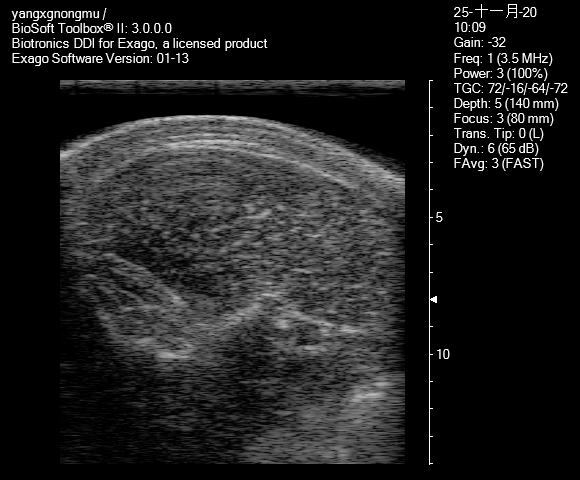 yangxgnongmu /
BioSoft Toolbox® II: 3.0.0.0
Biotronics DDI for Exago, a licensed product
Exago Software Version: 01-13
25-十一月-20
10:09
Gain: -32
Freq: 1 (3.5 MHz)
Power: 3 (100%)
TGC: 72/-16/-64/-72
Depth: 5 (140 mm)
Focus: 3 (80 mm)
Trans. Tip: 0 (L)
Dyn.: 6 (65 dB)
FAvg: 3 (FAST)
5
10